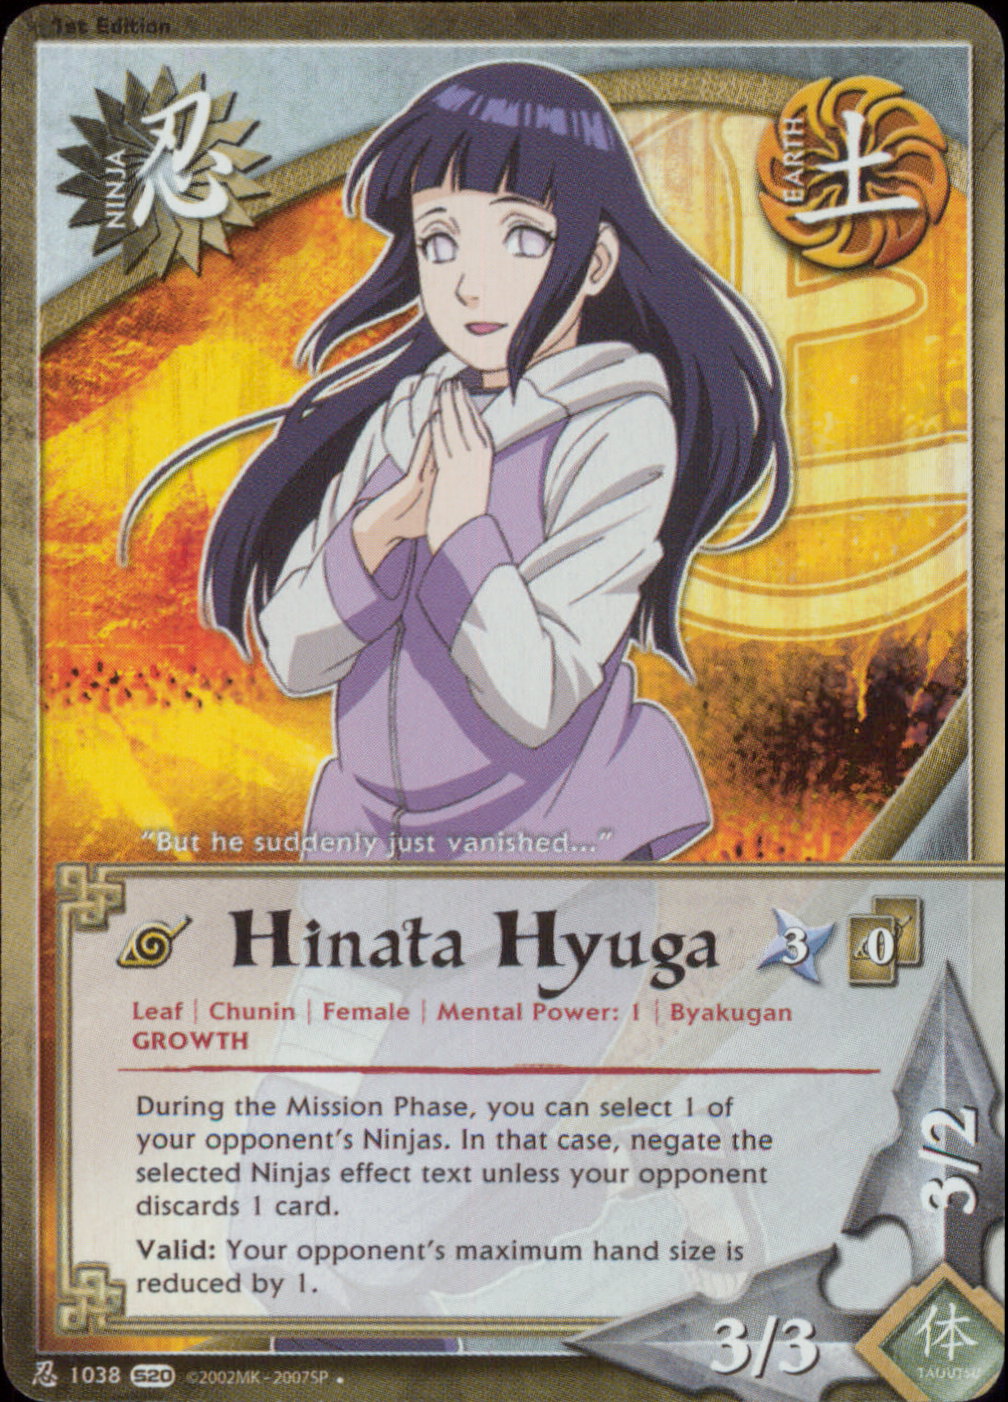 1st Edition
NINJA
忍
EARTH
土
"But he suddenly just vanished..."
Hinata Hyuga
3
0
Leaf | Chunin | Female | Mental Power: 1 | Byakugan
GROWTH
During the Mission Phase, you can select 1 of
your opponent's Ninjas. In that case, negate the
selected Ninjas effect text unless your opponent
discards 1 card.
Valid: Your opponent's maximum hand size is
reduced by 1.
3/2
3/3
体
TAIJUTSU
忍 1038 S20 ©2002MK-2007SP